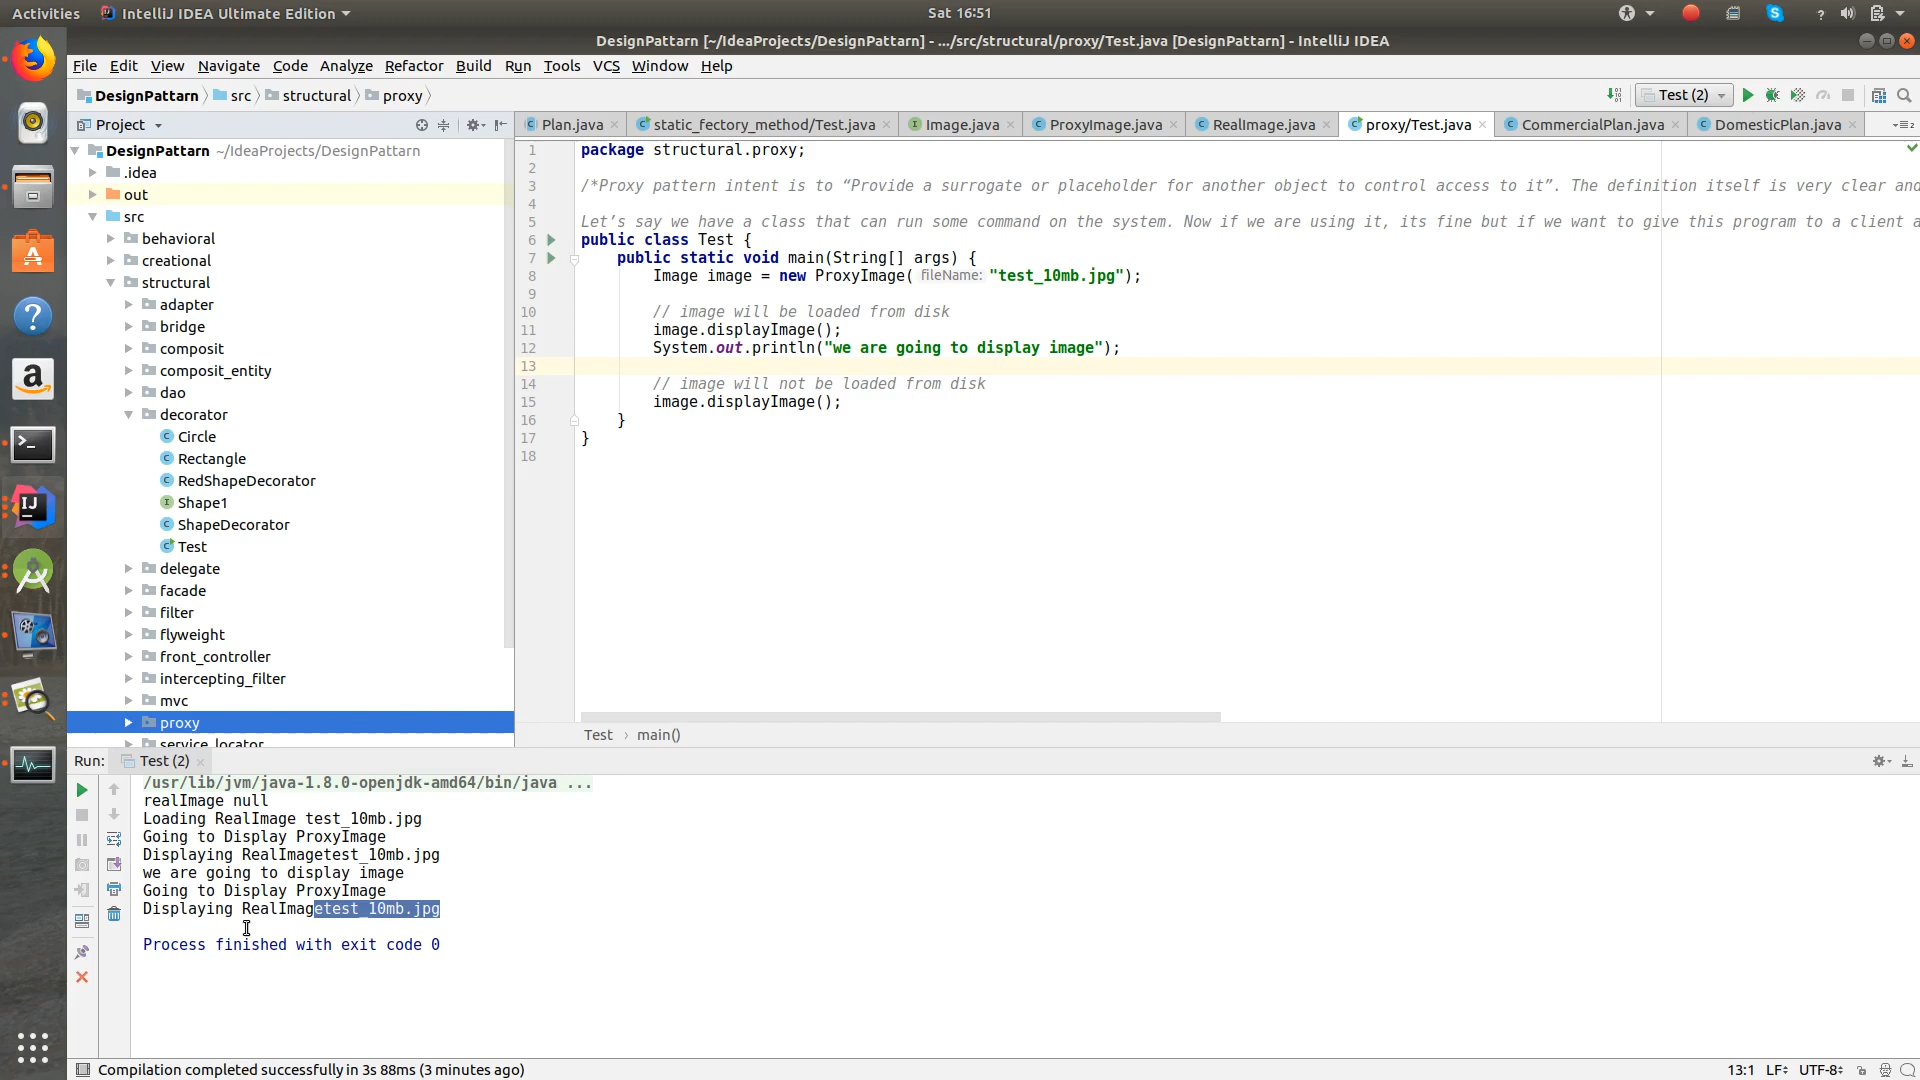 Activities IntelliJ IDEA Ultimate Edition Sat 16:51
DesignPattarn [~/IdeaProjects/DesignPattarn] - .../src/structural/proxy/Test.java [DesignPattarn] - IntelliJ IDEA
File Edit View Navigate Code Analyze Refactor Build Run Tools VCS Window Help
DesignPattarn src structural proxy Test (2)
Project Plan.java static_fectory_method/Test.java Image.java ProxyImage.java RealImage.java proxy/Test.java CommercialPlan.java DomesticPlan.java
DesignPattarn ~/IdeaProjects/DesignPattarn
.idea
out
src
behavioral
creational
structural
adapter
bridge
composit
composit_entity
dao
decorator
Circle
Rectangle
RedShapeDecorator
Shape1
ShapeDecorator
Test
delegate
facade
filter
flyweight
front_controller
intercepting_filter
mvc
proxy
service_locator
1 package structural.proxy;
2
3 /*Proxy pattern intent is to “Provide a surrogate or placeholder for another object to control access to it”. The definition itself is very clear and
4
5 Let’s say we have a class that can run some command on the system. Now if we are using it, its fine but if we want to give this program to a client a
6 public class Test {
7 public static void main(String[] args) {
8 Image image = new ProxyImage( fileName: "test_10mb.jpg");
9
10 // image will be loaded from disk
11 image.displayImage();
12 System.out.println("we are going to display image");
13
14 // image will not be loaded from disk
15 image.displayImage();
16 }
17 }
18
Test › main()
Run: Test (2)
/usr/lib/jvm/java-1.8.0-openjdk-amd64/bin/java ...
realImage null
Loading RealImage test_10mb.jpg
Going to Display ProxyImage
Displaying RealImagetest_10mb.jpg
we are going to display image
Going to Display ProxyImage
Displaying RealImagetest_10mb.jpg
Process finished with exit code 0
Compilation completed successfully in 3s 88ms (3 minutes ago) 13:1 LF UTF-8